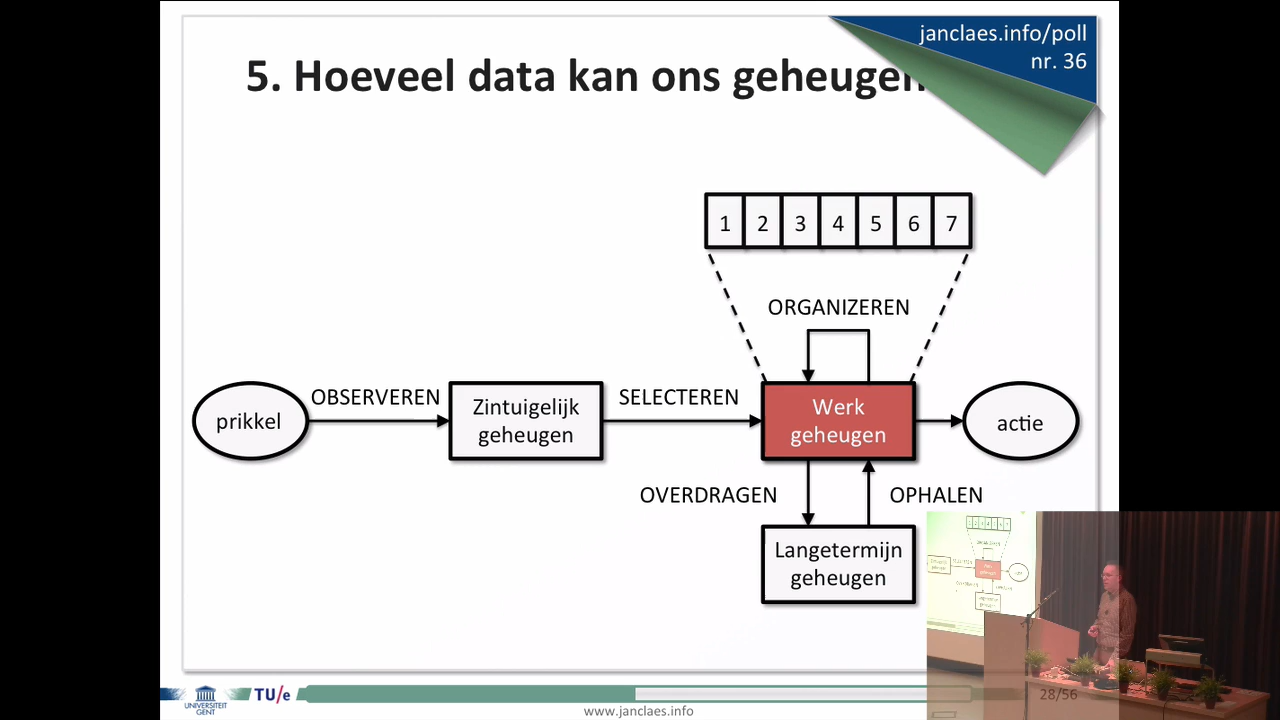 janclaes.info/poll
nr. 36
5. Hoeveel data kan ons geheugen
1 2 3 4 5 6 7
ORGANIZEREN
OBSERVEREN
SELECTEREN
prikkel
Zintuigelijk
geheugen
Werk
geheugen
actie
OVERDRAGEN
OPHALEN
Langetermijn
geheugen
UNIVERSITEIT
GENT
TU/e
28/56
www.janclaes.info